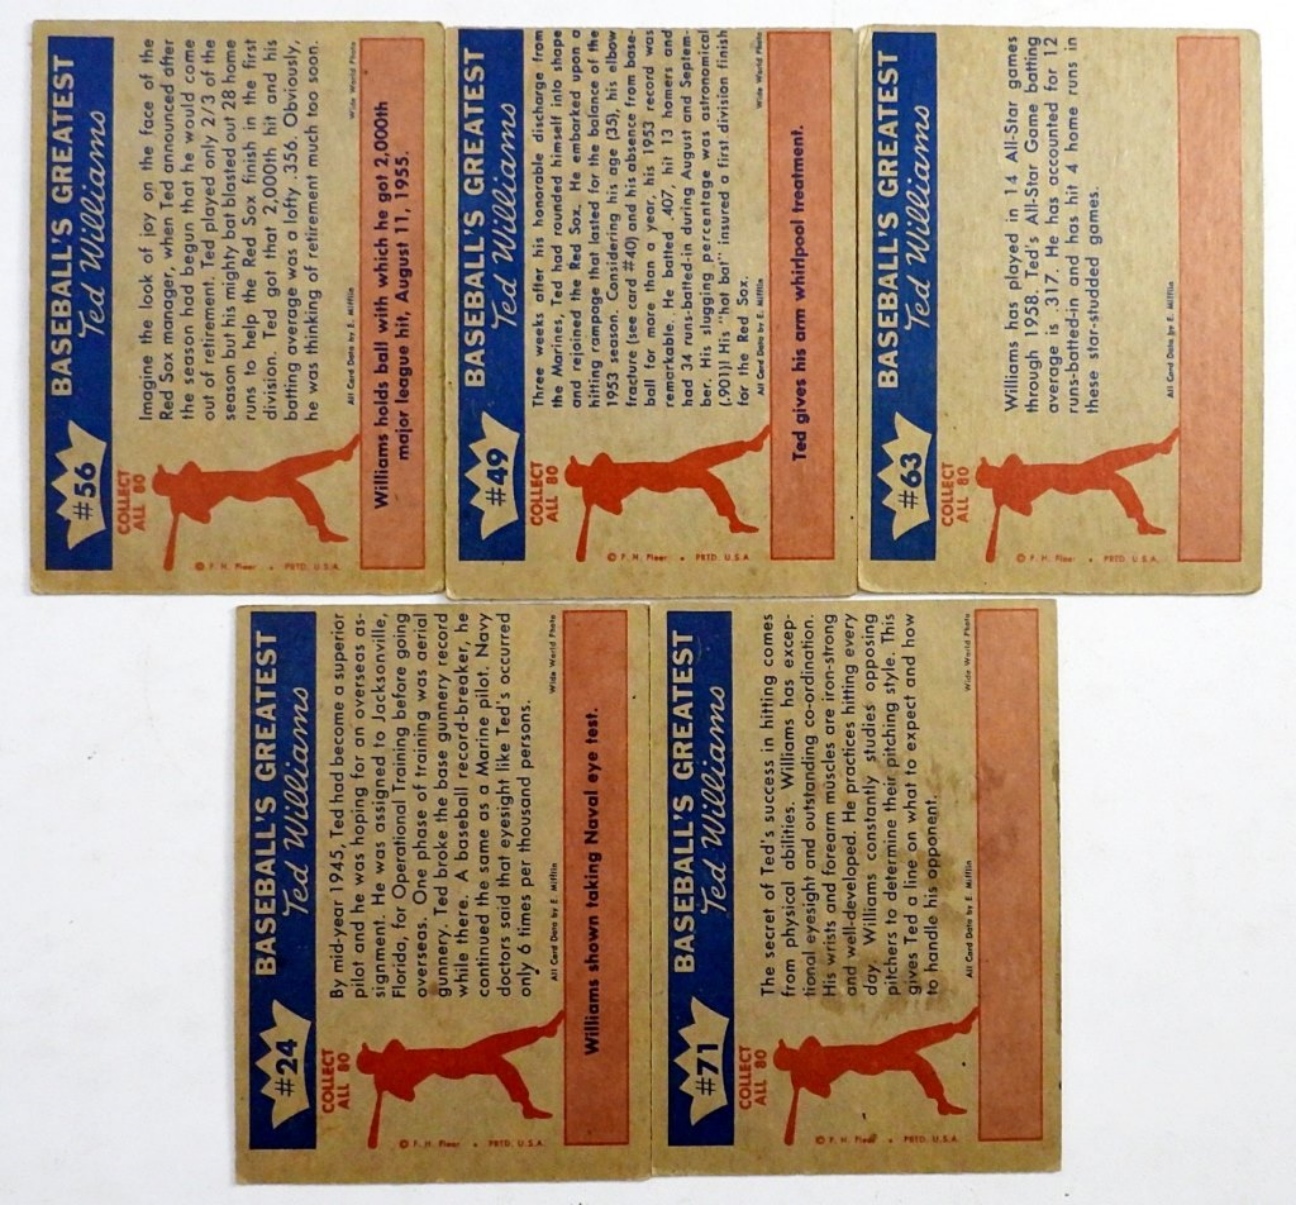 #56
BASEBALL'S GREATEST
Ted Williams
COLLECT
ALL 80
Imagine the look of joy on the face of the
Red Sox manager, when Ted announced after
the season had begun that he would come
out of retirement. Ted played only 2/3 of the
season but his mighty bat blasted out 28 home
runs to help the Red Sox finish in the first
division. Ted got that 2,000th hit and his
batting average was a lofty .356. Obviously,
he was thinking of retirement much too soon.
All Card Data by E. Mifflin
Wide World Photo
© F. H. Fleer • PRTD. U.S.A.
Williams holds ball with which he got 2,000th
major league hit, August 11, 1955.
#49
BASEBALL'S GREATEST
Ted Williams
COLLECT
ALL 80
Three weeks after his honorable discharge from
the Marines, Ted had rounded himself into shape
and rejoined the Red Sox. He embarked upon a
hitting rampage that lasted for the balance of the
1953 season. Considering his age (35), his elbow
fracture (see card #40) and his absence from base-
ball for more than a year, his 1953 record was
remarkable. He batted .407, hit 13 homers and
had 34 runs-batted-in during August and Septem-
ber. His slugging percentage was astronomical
(.901)! His "hot bat" insured a first division finish
for the Red Sox.
All Card Data by E. Mifflin
Wide World Photo
© F. H. Fleer • PRTD. U.S.A.
Ted gives his arm whirlpool treatment.
#63
BASEBALL'S GREATEST
Ted Williams
COLLECT
ALL 80
Williams has played in 14 All-Star games
through 1958. Ted's All-Star Game batting
average is .317. He has accounted for 12
runs-batted-in and has hit 4 home runs in
these star-studded games.
All Card Data by E. Mifflin
© F. H. Fleer • PRTD. U.S.A.
#24
BASEBALL'S GREATEST
Ted Williams
COLLECT
ALL 80
By mid-year 1945, Ted had become a superior
pilot and he was hoping for an overseas as-
signment. He was assigned to Jacksonville,
Florida, for Operational Training before going
overseas. One phase of training was aerial
gunnery. Ted broke the base gunnery record
while there. A baseball record-breaker, he
continued the same as a Marine pilot. Navy
doctors said that eyesight like Ted's occurred
only 6 times per thousand persons.
All Card Data by E. Mifflin
Wide World Photo
© F. H. Fleer • PRTD. U.S.A.
Williams shown taking Naval eye test.
#71
BASEBALL'S GREATEST
Ted Williams
COLLECT
ALL 80
The secret of Ted's success in hitting comes
from physical abilities. Williams has excep-
tional eyesight and outstanding co-ordination.
His wrists and forearm muscles are iron-strong
and well-developed. He practices hitting every
day. Williams constantly studies opposing
pitchers to determine their pitching style. This
gives Ted a line on what to expect and how
to handle his opponent.
All Card Data by E. Mifflin
Wide World Photo
© F. H. Fleer • PRTD. U.S.A.